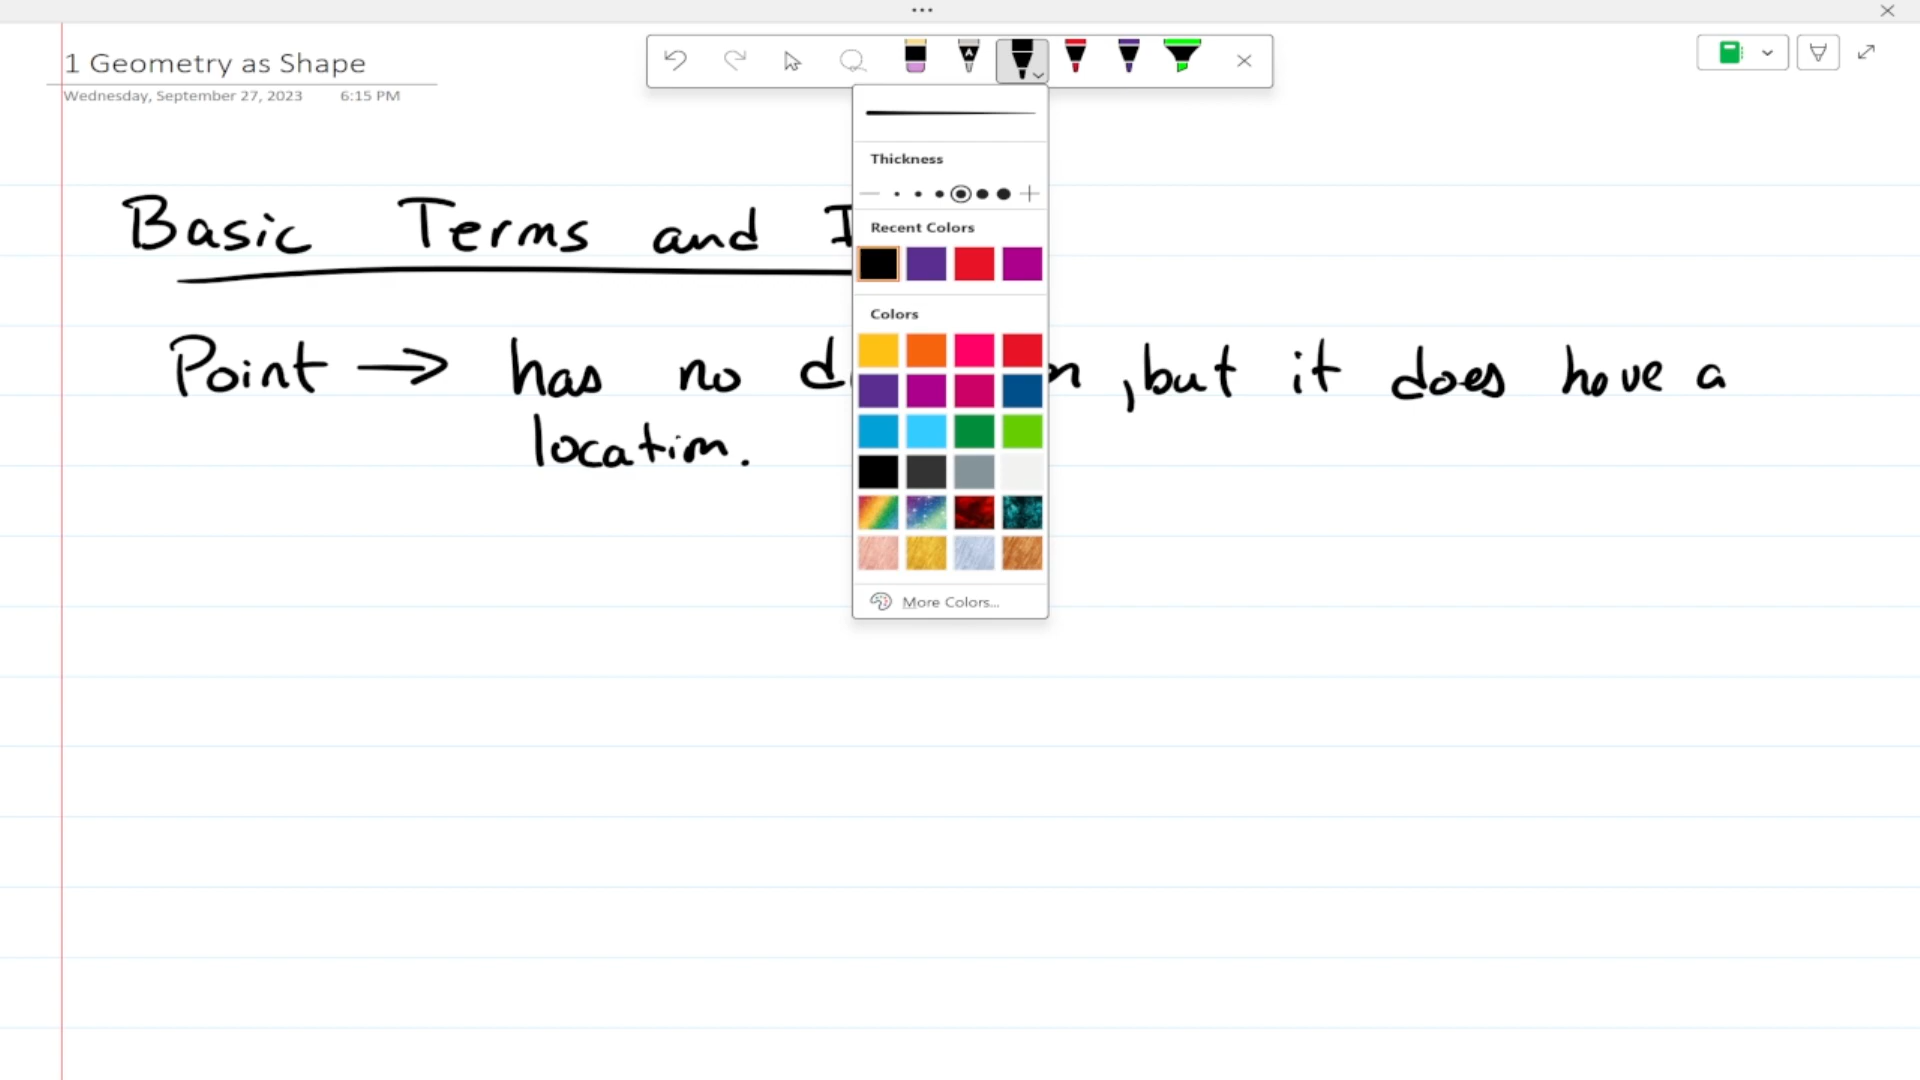 1 Geometry as Shape
Wednesday, September 27, 2023 6:15 PM
Thickness
Recent Colors
Colors
More Colors...
Basic Terms and
Point → has no , but it does have a
location.